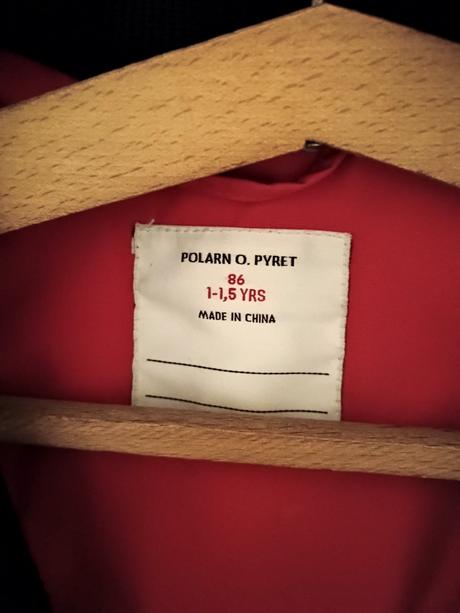 POLARN O. PYRET
86
1-1,5 YRS
MADE IN CHINA